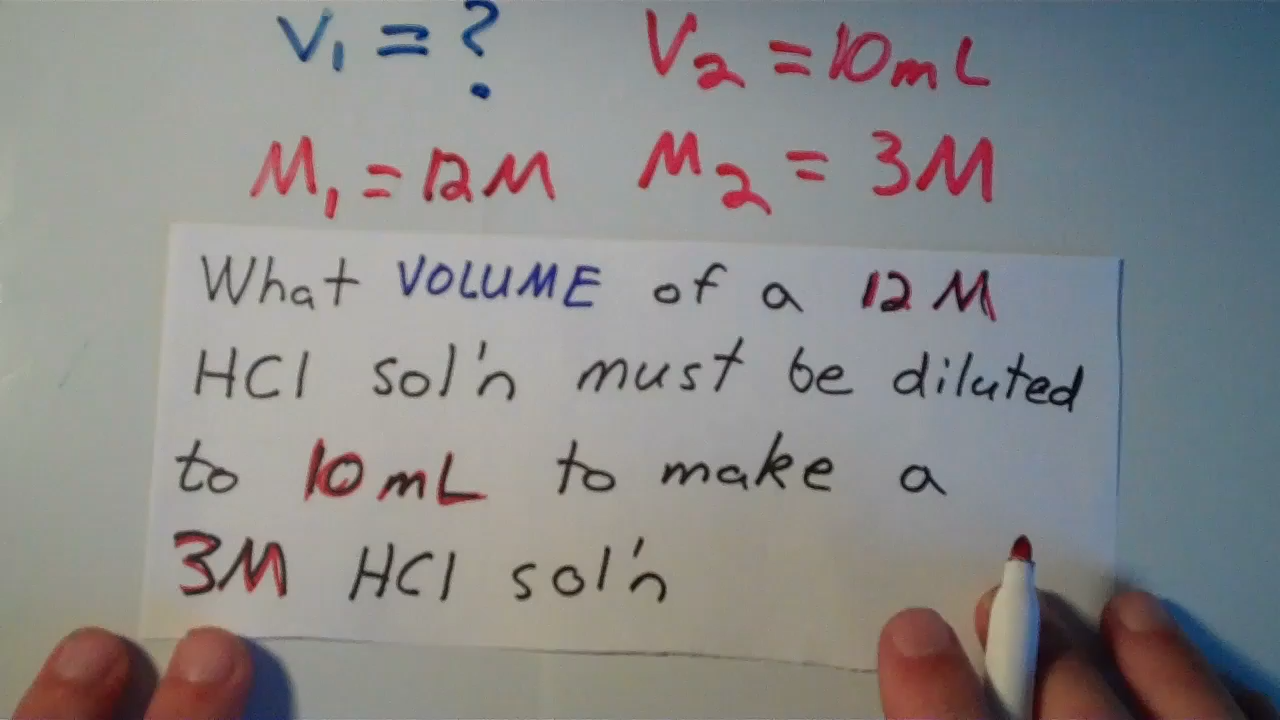 V₁ = ? V₂ = 10mL
M₁ = 12M M₂ = 3M
What VOLUME of a 12 M
HCl sol'n must be diluted
to 10mL to make a
3M HCl sol'n